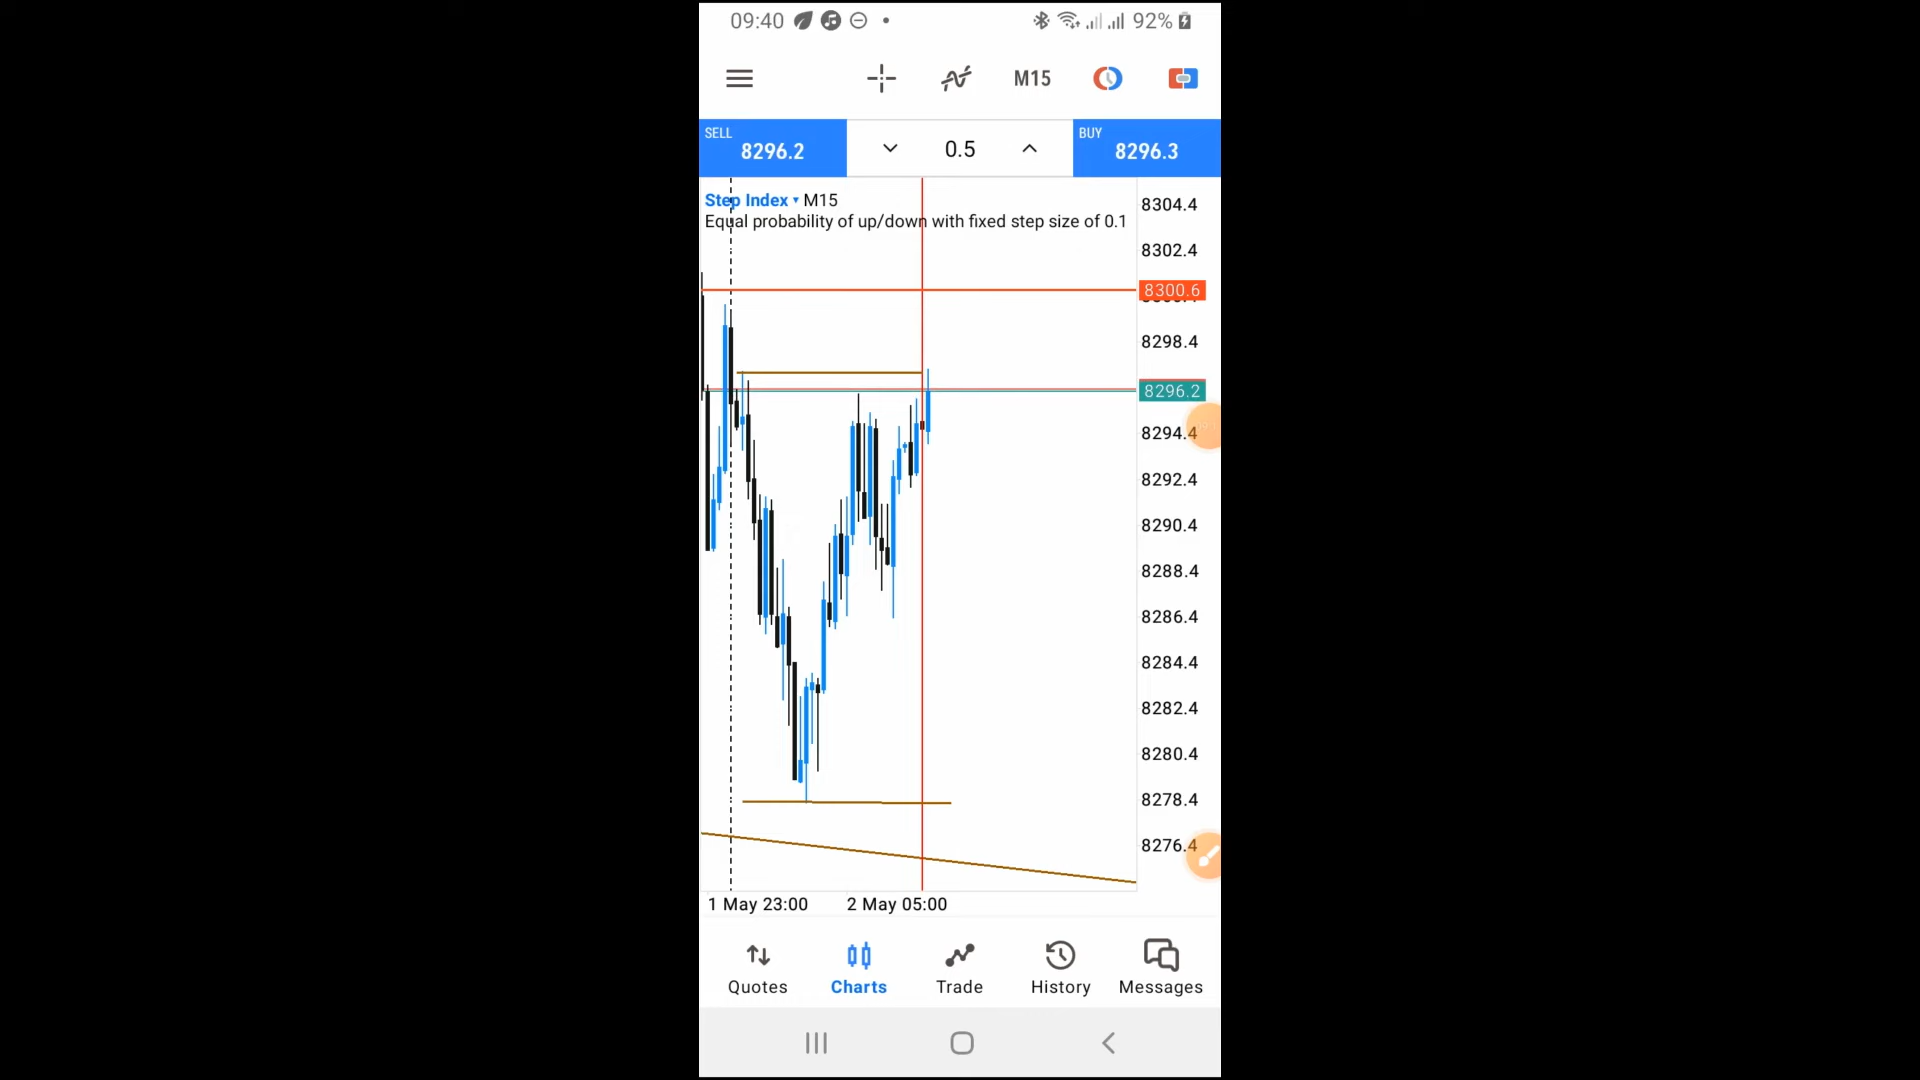 09:40 92%
M15
SELL 8296.2
0.5
BUY 8296.3
Step Index ▾ M15
Equal probability of up/down with fixed step size of 0.1
8304.4
8302.4
8300.6
8298.4
8296.2
8294.4
8292.4
8290.4
8288.4
8286.4
8284.4
8282.4
8280.4
8278.4
8276.4
1 May 23:00 2 May 05:00
Quotes Charts Trade History Messages